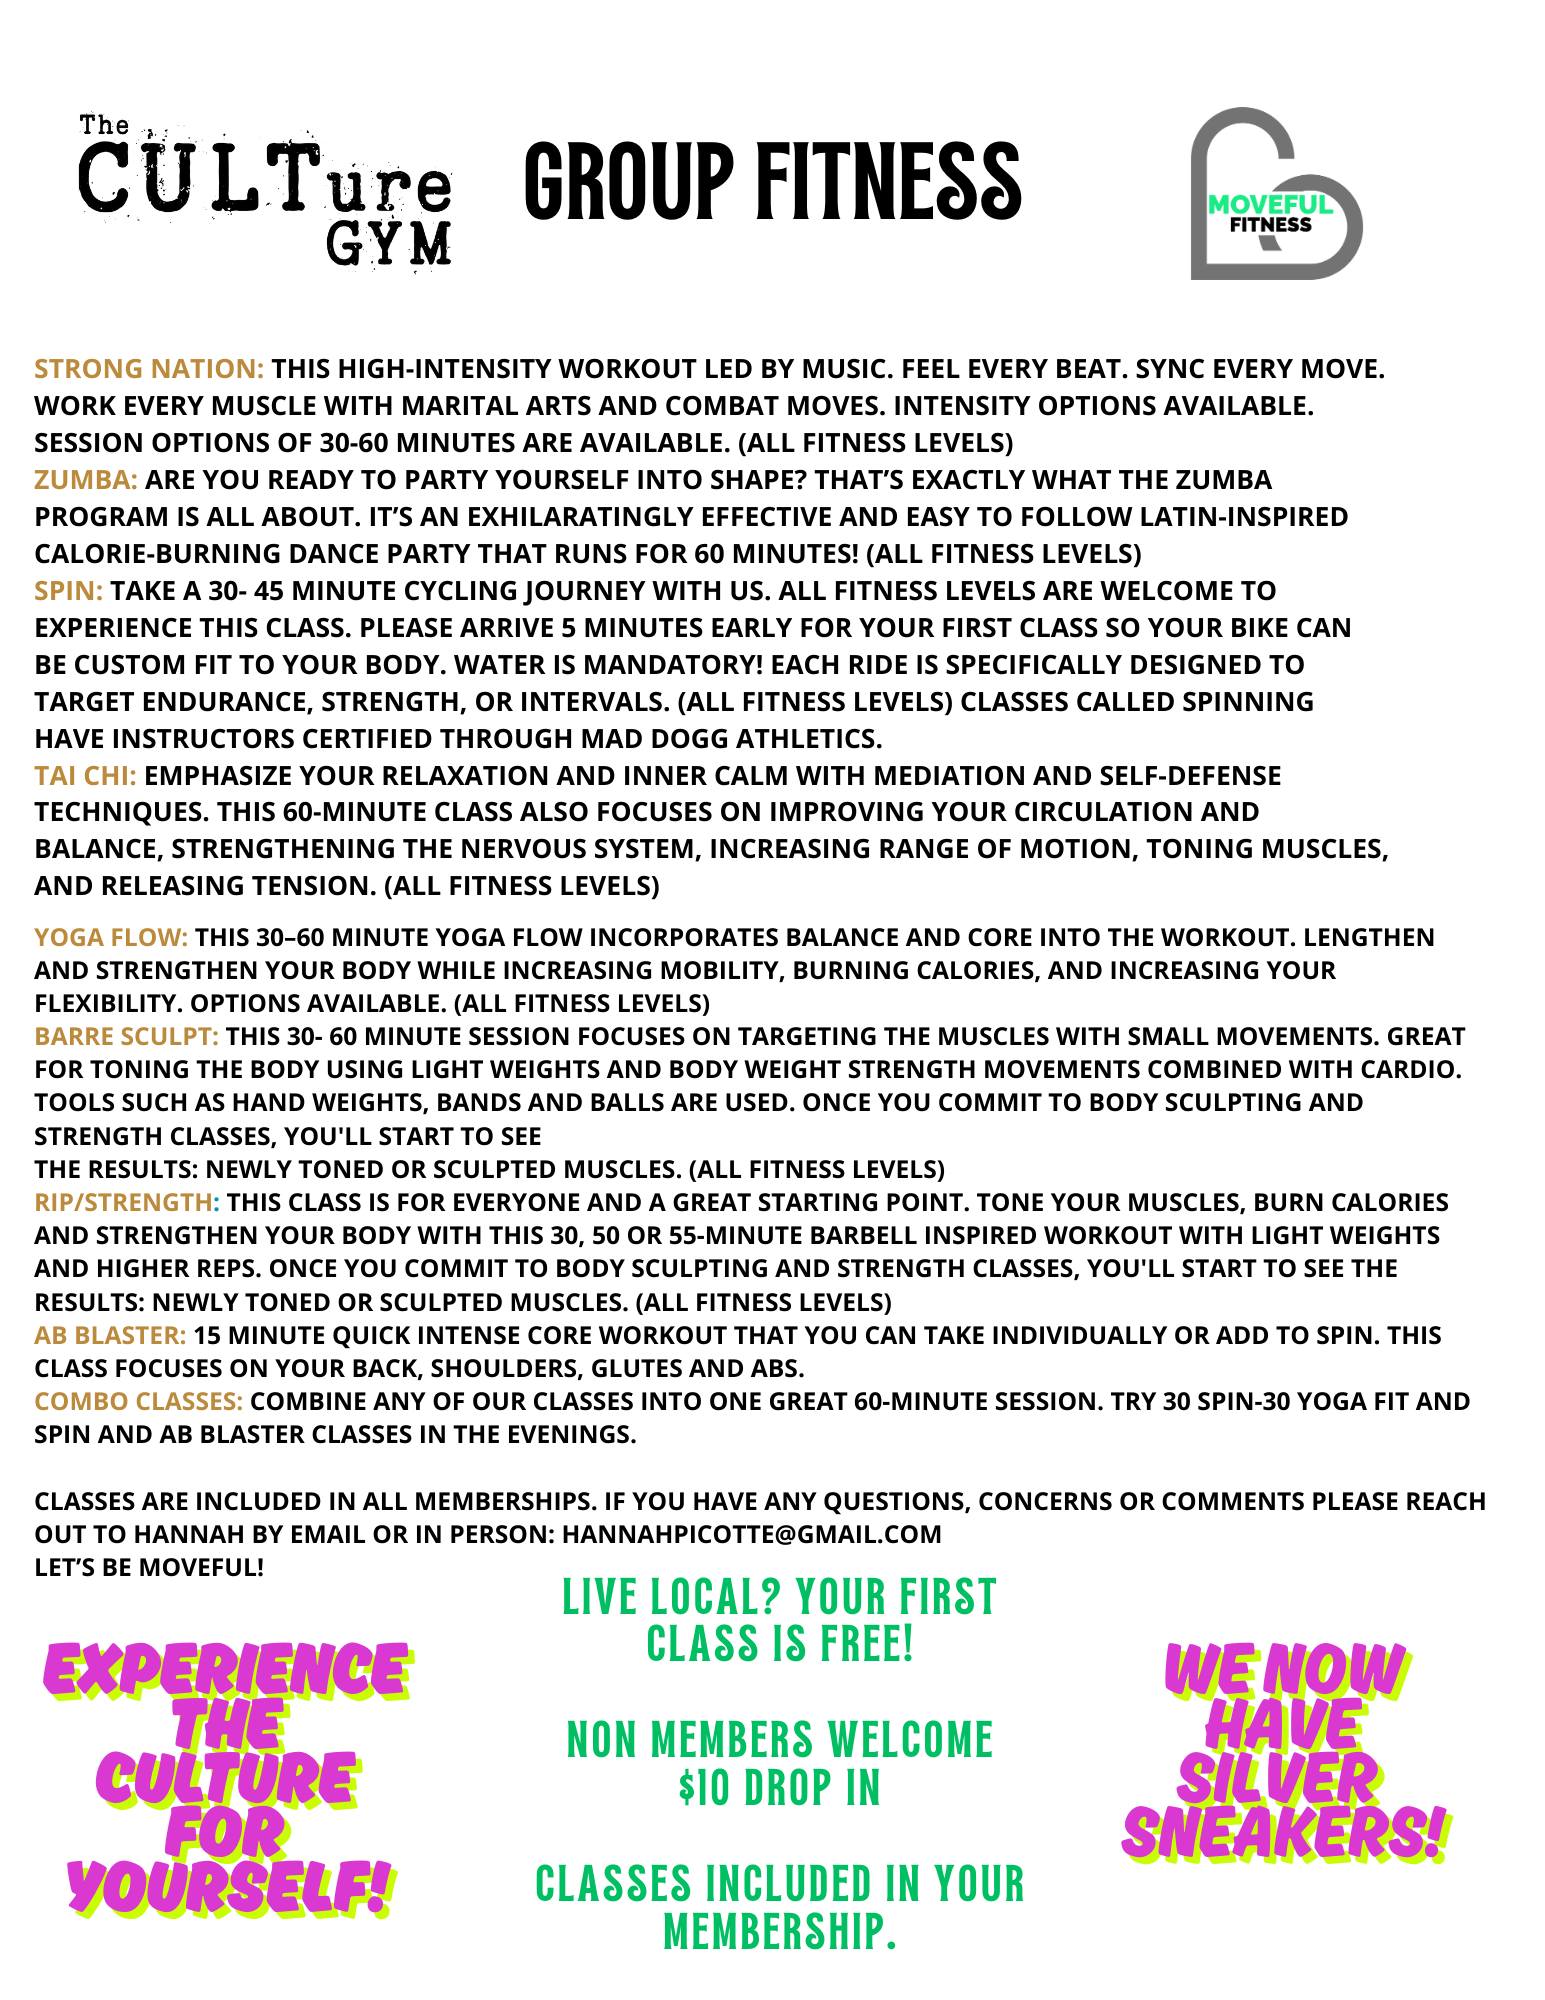 The
CULTure
GYM
GROUP FITNESS
MOVEFUL
FITNESS
STRONG NATION: THIS HIGH-INTENSITY WORKOUT LED BY MUSIC. FEEL EVERY BEAT. SYNC EVERY MOVE.
WORK EVERY MUSCLE WITH MARITAL ARTS AND COMBAT MOVES. INTENSITY OPTIONS AVAILABLE.
SESSION OPTIONS OF 30-60 MINUTES ARE AVAILABLE. (ALL FITNESS LEVELS)
ZUMBA: ARE YOU READY TO PARTY YOURSELF INTO SHAPE? THAT’S EXACTLY WHAT THE ZUMBA
PROGRAM IS ALL ABOUT. IT’S AN EXHILARATINGLY EFFECTIVE AND EASY TO FOLLOW LATIN-INSPIRED
CALORIE-BURNING DANCE PARTY THAT RUNS FOR 60 MINUTES! (ALL FITNESS LEVELS)
SPIN: TAKE A 30- 45 MINUTE CYCLING JOURNEY WITH US. ALL FITNESS LEVELS ARE WELCOME TO
EXPERIENCE THIS CLASS. PLEASE ARRIVE 5 MINUTES EARLY FOR YOUR FIRST CLASS SO YOUR BIKE CAN
BE CUSTOM FIT TO YOUR BODY. WATER IS MANDATORY! EACH RIDE IS SPECIFICALLY DESIGNED TO
TARGET ENDURANCE, STRENGTH, OR INTERVALS. (ALL FITNESS LEVELS) CLASSES CALLED SPINNING
HAVE INSTRUCTORS CERTIFIED THROUGH MAD DOGG ATHLETICS.
TAI CHI: EMPHASIZE YOUR RELAXATION AND INNER CALM WITH MEDIATION AND SELF-DEFENSE
TECHNIQUES. THIS 60-MINUTE CLASS ALSO FOCUSES ON IMPROVING YOUR CIRCULATION AND
BALANCE, STRENGTHENING THE NERVOUS SYSTEM, INCREASING RANGE OF MOTION, TONING MUSCLES,
AND RELEASING TENSION. (ALL FITNESS LEVELS)
YOGA FLOW: THIS 30–60 MINUTE YOGA FLOW INCORPORATES BALANCE AND CORE INTO THE WORKOUT. LENGTHEN
AND STRENGTHEN YOUR BODY WHILE INCREASING MOBILITY, BURNING CALORIES, AND INCREASING YOUR
FLEXIBILITY. OPTIONS AVAILABLE. (ALL FITNESS LEVELS)
BARRE SCULPT: THIS 30- 60 MINUTE SESSION FOCUSES ON TARGETING THE MUSCLES WITH SMALL MOVEMENTS. GREAT
FOR TONING THE BODY USING LIGHT WEIGHTS AND BODY WEIGHT STRENGTH MOVEMENTS COMBINED WITH CARDIO.
TOOLS SUCH AS HAND WEIGHTS, BANDS AND BALLS ARE USED. ONCE YOU COMMIT TO BODY SCULPTING AND
STRENGTH CLASSES, YOU'LL START TO SEE
THE RESULTS: NEWLY TONED OR SCULPTED MUSCLES. (ALL FITNESS LEVELS)
RIP/STRENGTH: THIS CLASS IS FOR EVERYONE AND A GREAT STARTING POINT. TONE YOUR MUSCLES, BURN CALORIES
AND STRENGTHEN YOUR BODY WITH THIS 30, 50 OR 55-MINUTE BARBELL INSPIRED WORKOUT WITH LIGHT WEIGHTS
AND HIGHER REPS. ONCE YOU COMMIT TO BODY SCULPTING AND STRENGTH CLASSES, YOU'LL START TO SEE THE
RESULTS: NEWLY TONED OR SCULPTED MUSCLES. (ALL FITNESS LEVELS)
AB BLASTER: 15 MINUTE QUICK INTENSE CORE WORKOUT THAT YOU CAN TAKE INDIVIDUALLY OR ADD TO SPIN. THIS
CLASS FOCUSES ON YOUR BACK, SHOULDERS, GLUTES AND ABS.
COMBO CLASSES: COMBINE ANY OF OUR CLASSES INTO ONE GREAT 60-MINUTE SESSION. TRY 30 SPIN-30 YOGA FIT AND
SPIN AND AB BLASTER CLASSES IN THE EVENINGS.
CLASSES ARE INCLUDED IN ALL MEMBERSHIPS. IF YOU HAVE ANY QUESTIONS, CONCERNS OR COMMENTS PLEASE REACH
OUT TO HANNAH BY EMAIL OR IN PERSON: HANNAHPICOTTE@GMAIL.COM
LET’S BE MOVEFUL!
EXPERIENCE
THE
CULTURE
FOR
YOURSELF!
LIVE LOCAL? YOUR FIRST
CLASS IS FREE!
NON MEMBERS WELCOME
$10 DROP IN
CLASSES INCLUDED IN YOUR
MEMBERSHIP.
WE NOW
HAVE
SILVER
SNEAKERS!